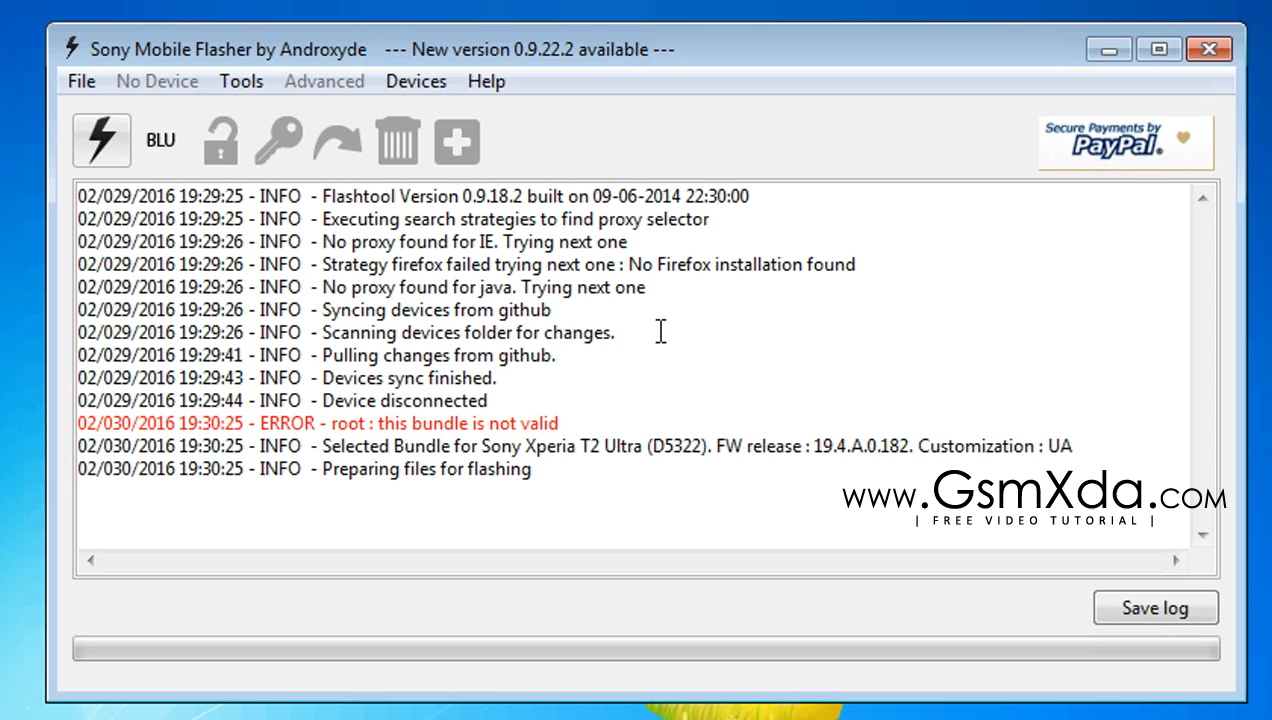 Sony Mobile Flasher by Androxyde   --- New version 0.9.22.2 available ---
File No Device Tools Advanced Devices Help
BLU
Secure Payments by
PayPal.
02/029/2016 19:29:25 - INFO  - Flashtool Version 0.9.18.2 built on 09-06-2014 22:30:00
02/029/2016 19:29:25 - INFO  - Executing search strategies to find proxy selector
02/029/2016 19:29:26 - INFO  - No proxy found for IE. Trying next one
02/029/2016 19:29:26 - INFO  - Strategy firefox failed trying next one : No Firefox installation found
02/029/2016 19:29:26 - INFO  - No proxy found for java. Trying next one
02/029/2016 19:29:26 - INFO  - Syncing devices from github
02/029/2016 19:29:26 - INFO  - Scanning devices folder for changes.
02/029/2016 19:29:41 - INFO  - Pulling changes from github.
02/029/2016 19:29:43 - INFO  - Devices sync finished.
02/029/2016 19:29:44 - INFO  - Device disconnected
02/030/2016 19:30:25 - ERROR - root : this bundle is not valid
02/030/2016 19:30:25 - INFO  - Selected Bundle for Sony Xperia T2 Ultra (D5322). FW release : 19.4.A.0.182. Customization : UA
02/030/2016 19:30:25 - INFO  - Preparing files for flashing
www.GsmXda.com
| FREE VIDEO TUTORIAL |
Save log